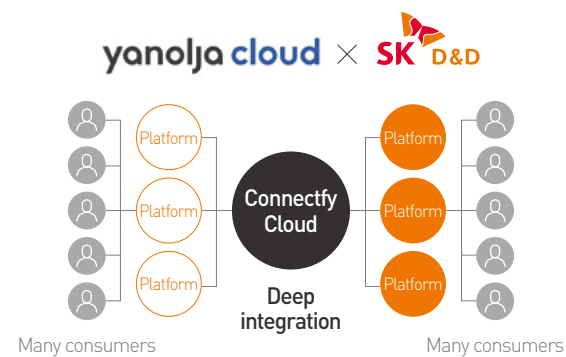 yanolja cloud × SK D&D
Platform
Platform
Platform
Connectfy
Cloud
Deep
integration
Platform
Platform
Platform
Many consumers
Many consumers